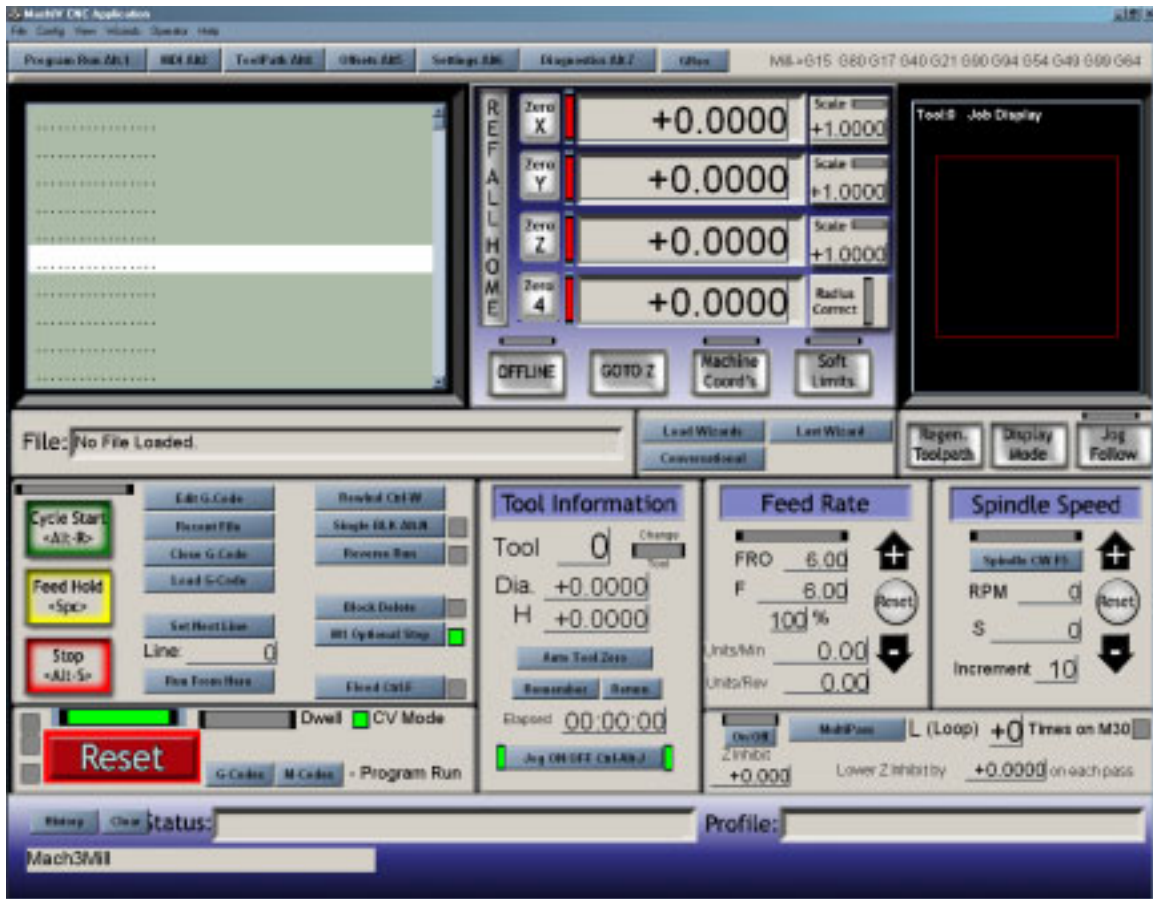 MachIV CNC Application
File Config View Wizards Operator Help
Program Run Alt.1 MDI Alt2 ToolPath Alt4 Offsets Alt5 Settings Alt6 Diagnostics Alt.7
Mill->G15 G80 G17 G40 G21 G90 G94 G54 G49 G99 G64
REF ALL HOME
Zero X +0.0000 Scale +1.0000
Zero Y +0.0000 Scale +1.0000
Zero Z +0.0000 Scale +1.0000
Zero 4 +0.0000 Radius Correct
OFFLINE GOTO Z Machine Coord's Soft Limits
Tool:0 Job Display
File: No File Loaded.
Load Wizards Last Wizard
Conversational
Regen. Toolpath Display Mode Jog Follow
Cycle Start <Alt-R>
Feed Hold <Spc>
Stop <Alt-S>
Edit G.Code
Recent File
Close G.Code
Load G-Code
Set Next Line
Line: 0
Run From Here
Rewind Ctrl-W
Single BLK Alt-N
Reverse Run
Block Delete
M1 Optional Stop
Flood Ctrl-F
Reset
Dwell CV Mode
G-Codes M-Codes - Program Run
Tool Information
Tool 0 Change Tool
Dia. +0.0000
H +0.0000
Auto Tool Zero
Remember Return
Elapsed 00:00:00
Jog ON/OFF Ctrl-Alt-J
Feed Rate
FRO 6.00
F 6.00
100 %
Units/Min 0.00
Units/Rev 0.00
+ Reset -
Spindle Speed
Spindle CW F5
RPM 0
S 0
Increment 10
+ Reset -
On/Off
Z Inhibit
+0.000
MultiPass L (Loop) +0 Times on M30
Lower Z Inhibit by +0.0000 on each pass
History Clear Status:
Profile:
Mach3Mill